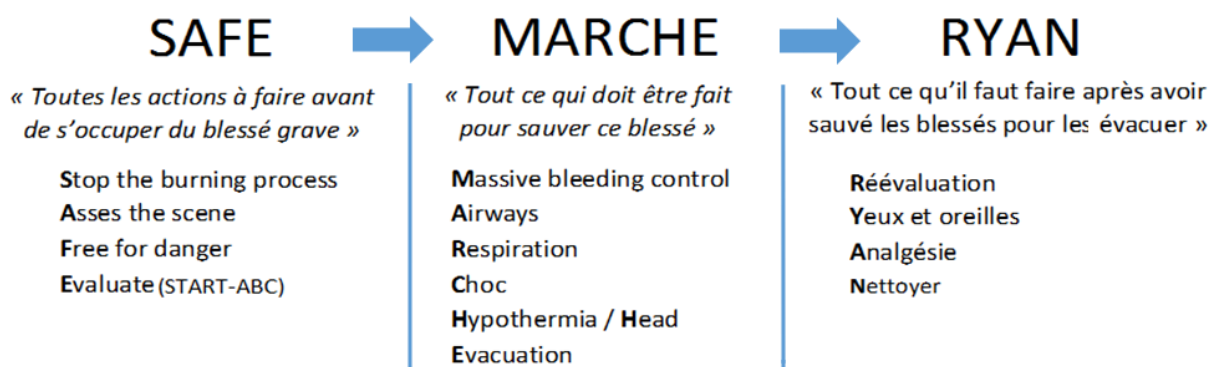 SAFE
« Toutes les actions à faire avant
de s'occuper du blessé grave »
Stop the burning process
Asses the scene
Free for danger
Evaluate (START-ABC)
MARCHE
« Tout ce qui doit être fait
pour sauver ce blessé »
Massive bleeding control
Airways
Respiration
Choc
Hypothermia / Head
Evacuation
RYAN
« Tout ce qu'il faut faire après avoir
sauvé les blessés pour les évacuer »
Réévaluation
Yeux et oreilles
Analgésie
Nettoyer